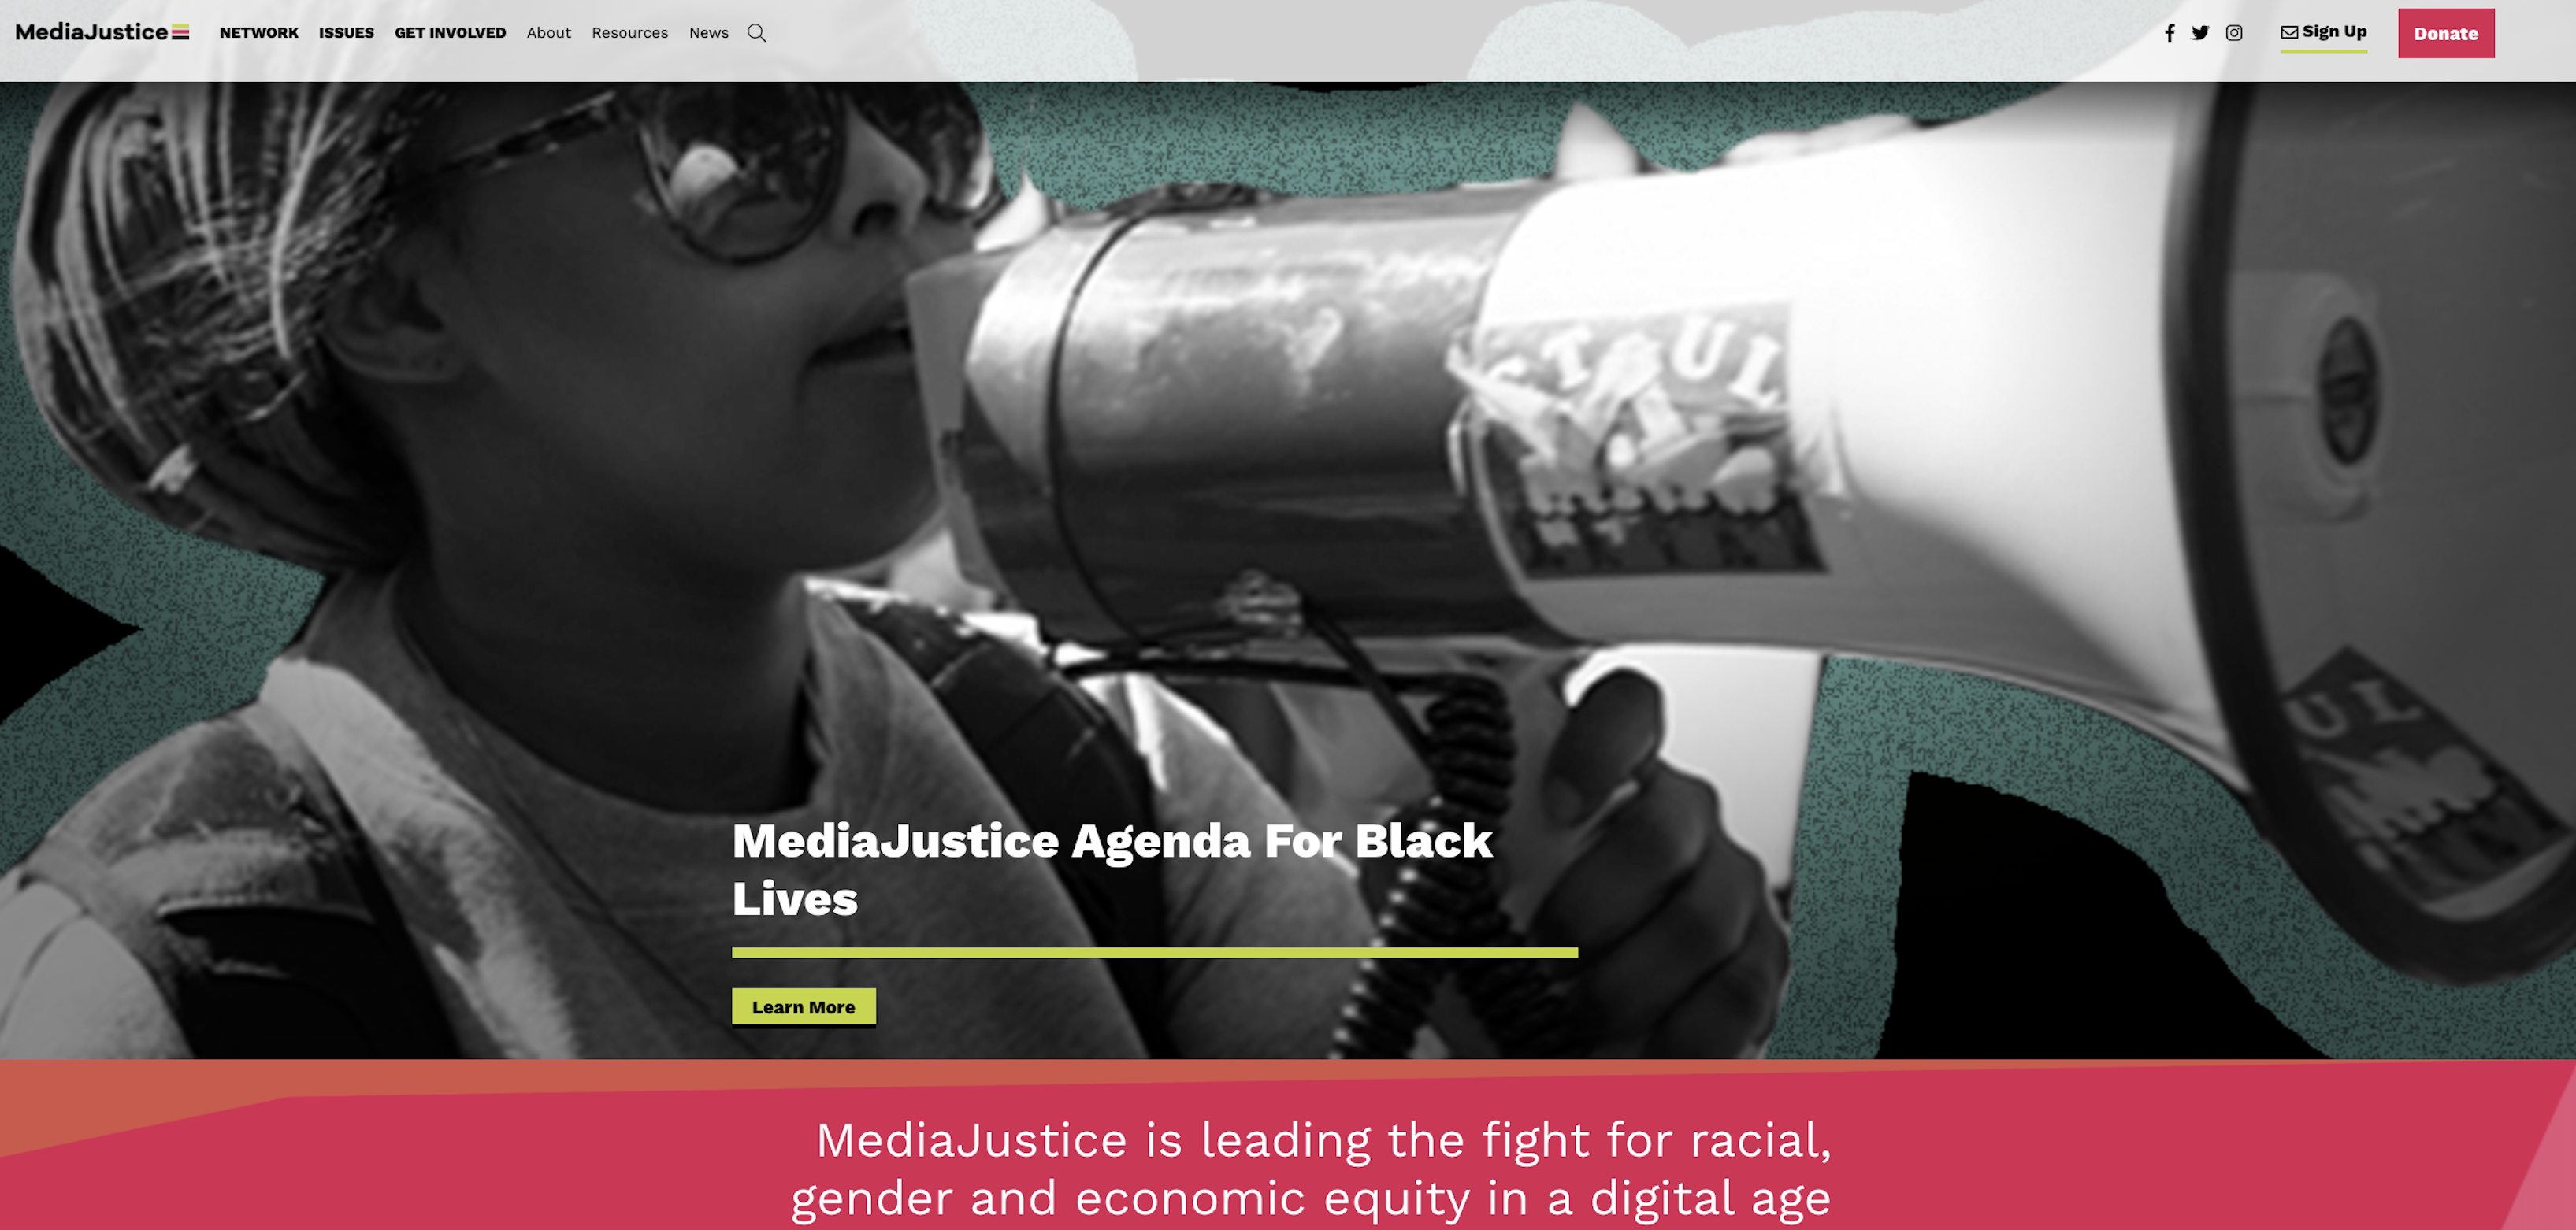 MediaJustice
NETWORK ISSUES GET INVOLVED About Resources News
Sign Up
Donate
MediaJustice Agenda For Black
Lives
Learn More
MediaJustice is leading the fight for racial,
gender and economic equity in a digital age